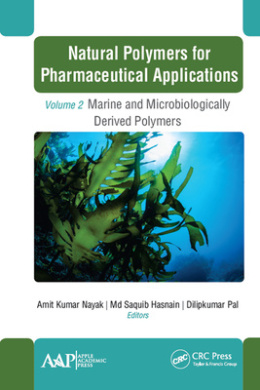 Natural Polymers for
Pharmaceutical Applications
Volume 2 Marine and Microbiologically
Derived Polymers
Amit Kumar Nayak | Md Saquib Hasnain | Dilipkumar Pal
Editors
AAP APPLE
ACADEMIC
PRESS
CRC
CRC Press
Taylor & Francis Group